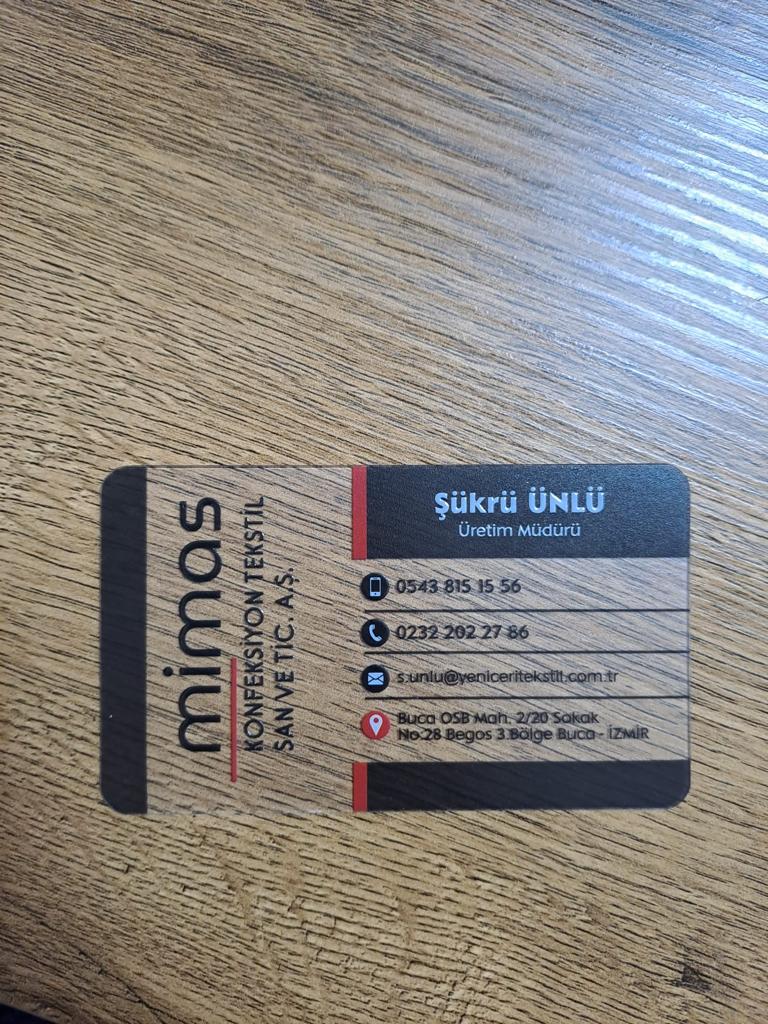 mimas
KONFEKSİYON TEKSTİL
SAN VE TİC. A.Ş.
Şükrü ÜNLÜ
Üretim Müdürü
0543 815 15 56
0232 202 27 86
s.unlu@yeniceritekstil.com.tr
Buca OSB Mah. 2/20 Sokak
No:28 Begos 3.Bölge Buca - İZMİR